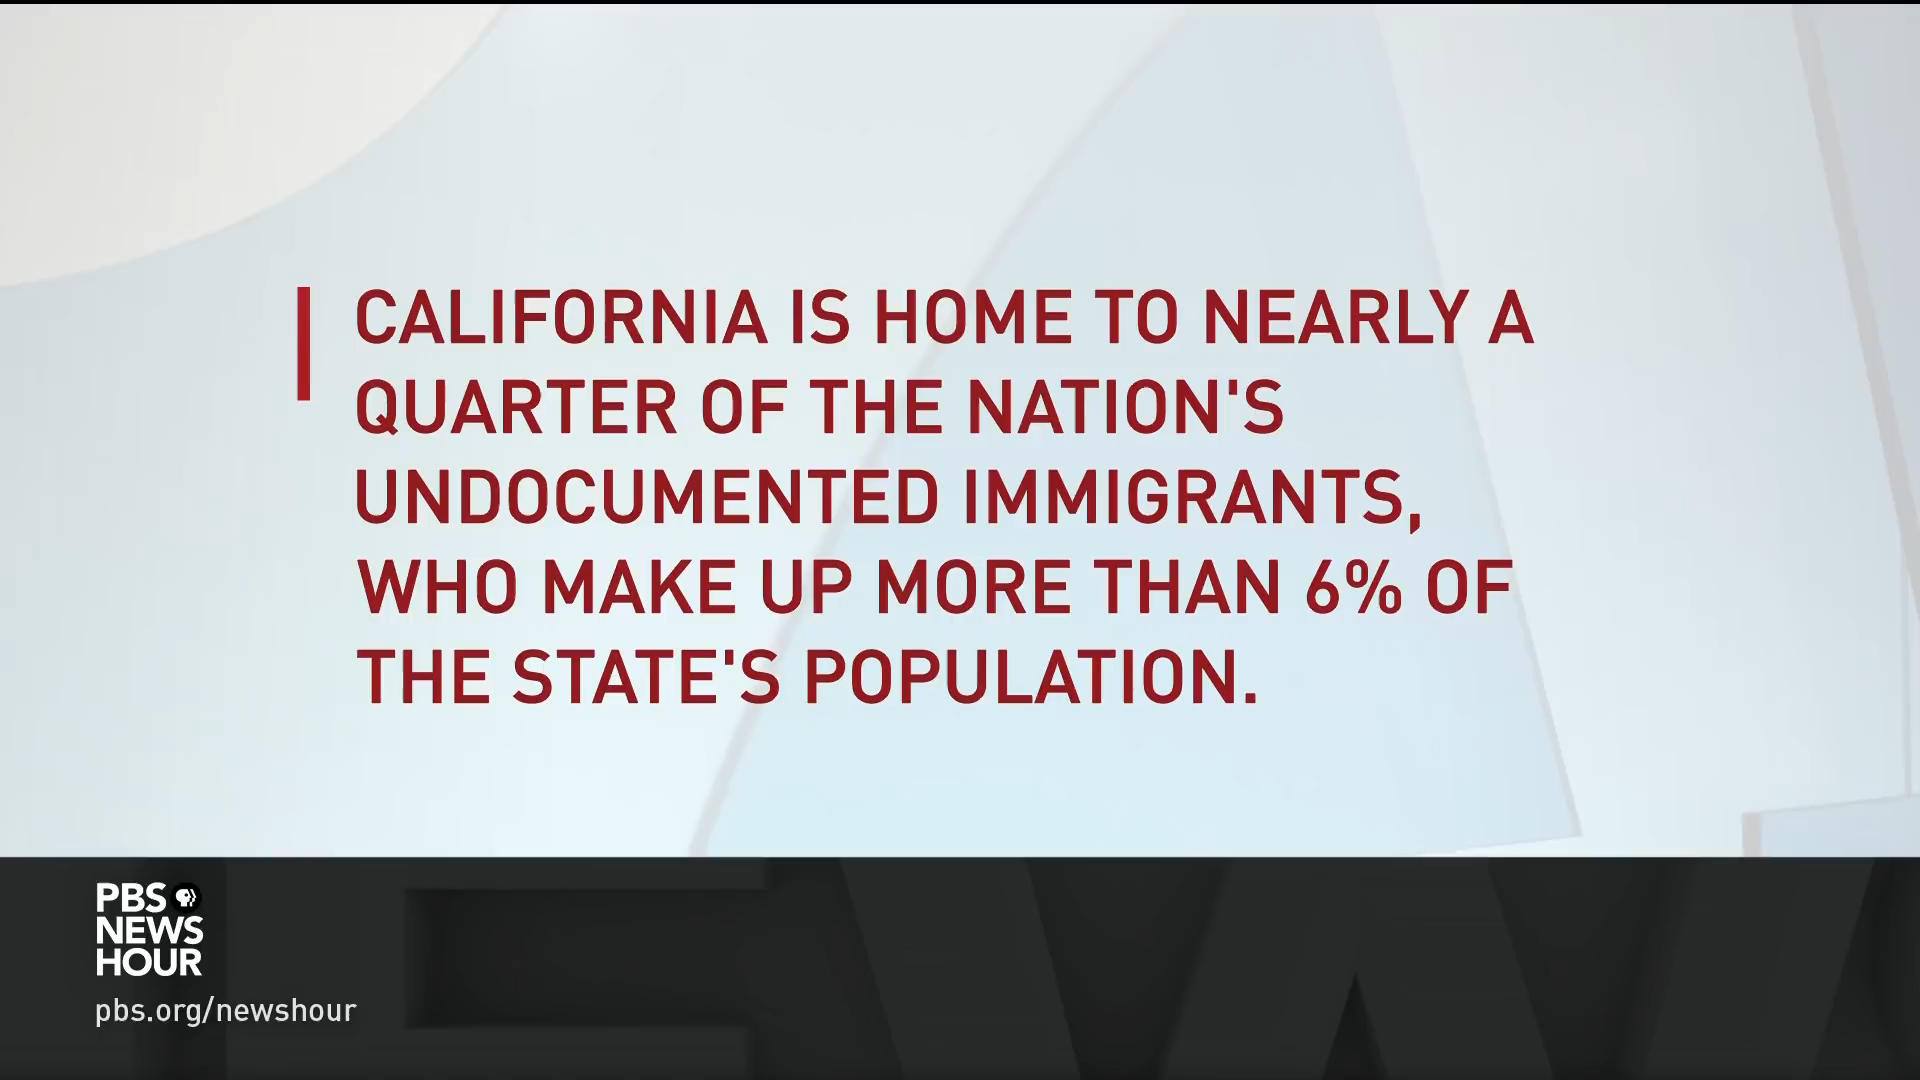 CALIFORNIA IS HOME TO NEARLY A
QUARTER OF THE NATION'S
UNDOCUMENTED IMMIGRANTS,
WHO MAKE UP MORE THAN 6% OF
THE STATE'S POPULATION.
PBS
NEWS
HOUR
pbs.org/newshour